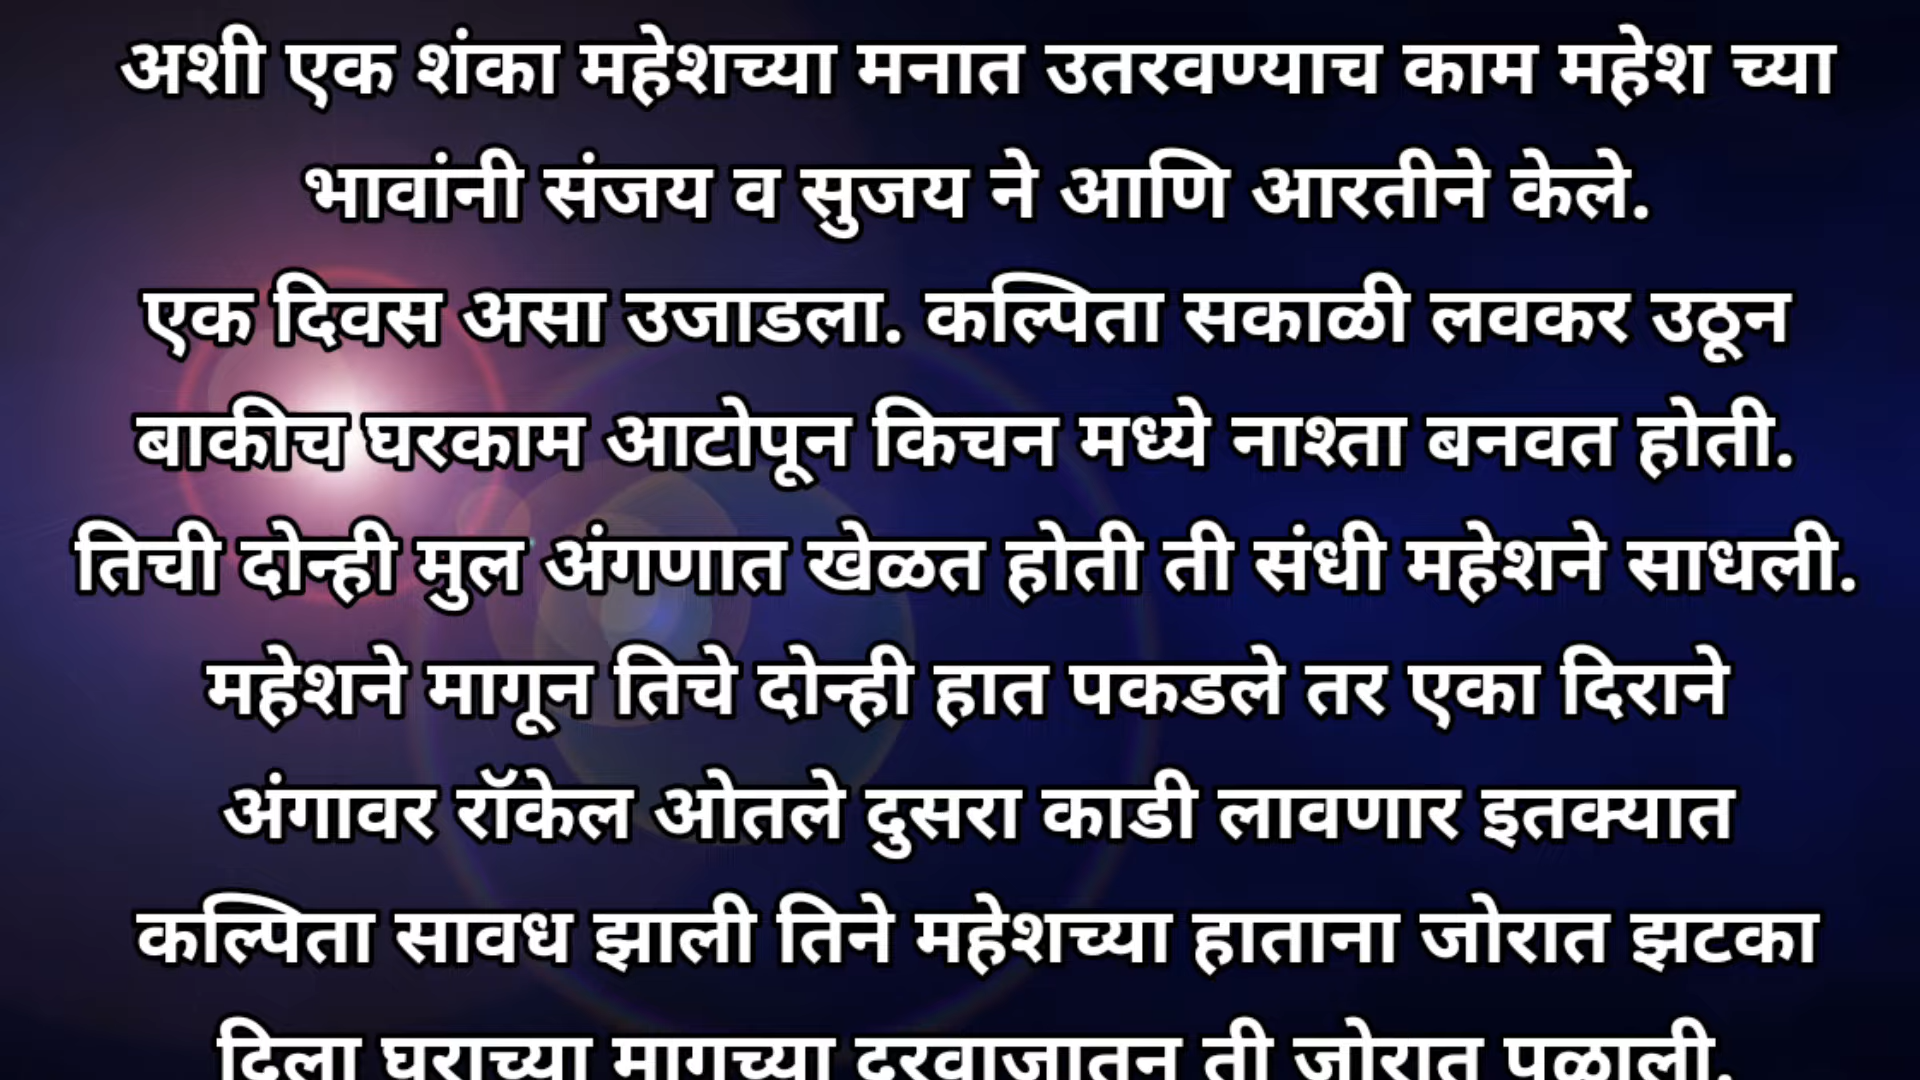 अशी एक शंका महेशच्या मनात उतरवण्याच काम महेश च्या
भावांनी संजय व सुजय ने आणि आरतीने केले.
एक दिवस असा उजाडला. कल्पिता सकाळी लवकर उठून
बाकीच घरकाम आटोपून किचन मध्ये नाश्ता बनवत होती.
तिची दोन्ही मुल अंगणात खेळत होती ती संधी महेशने साधली.
महेशने मागून तिचे दोन्ही हात पकडले तर एका दिराने
अंगावर रॉकेल ओतले दुसरा काडी लावणार इतक्यात
कल्पिता सावध झाली तिने महेशच्या हाताना जोरात झटका
दिला घराच्या मागच्या दरवाजातन ती जोरात पळाली.